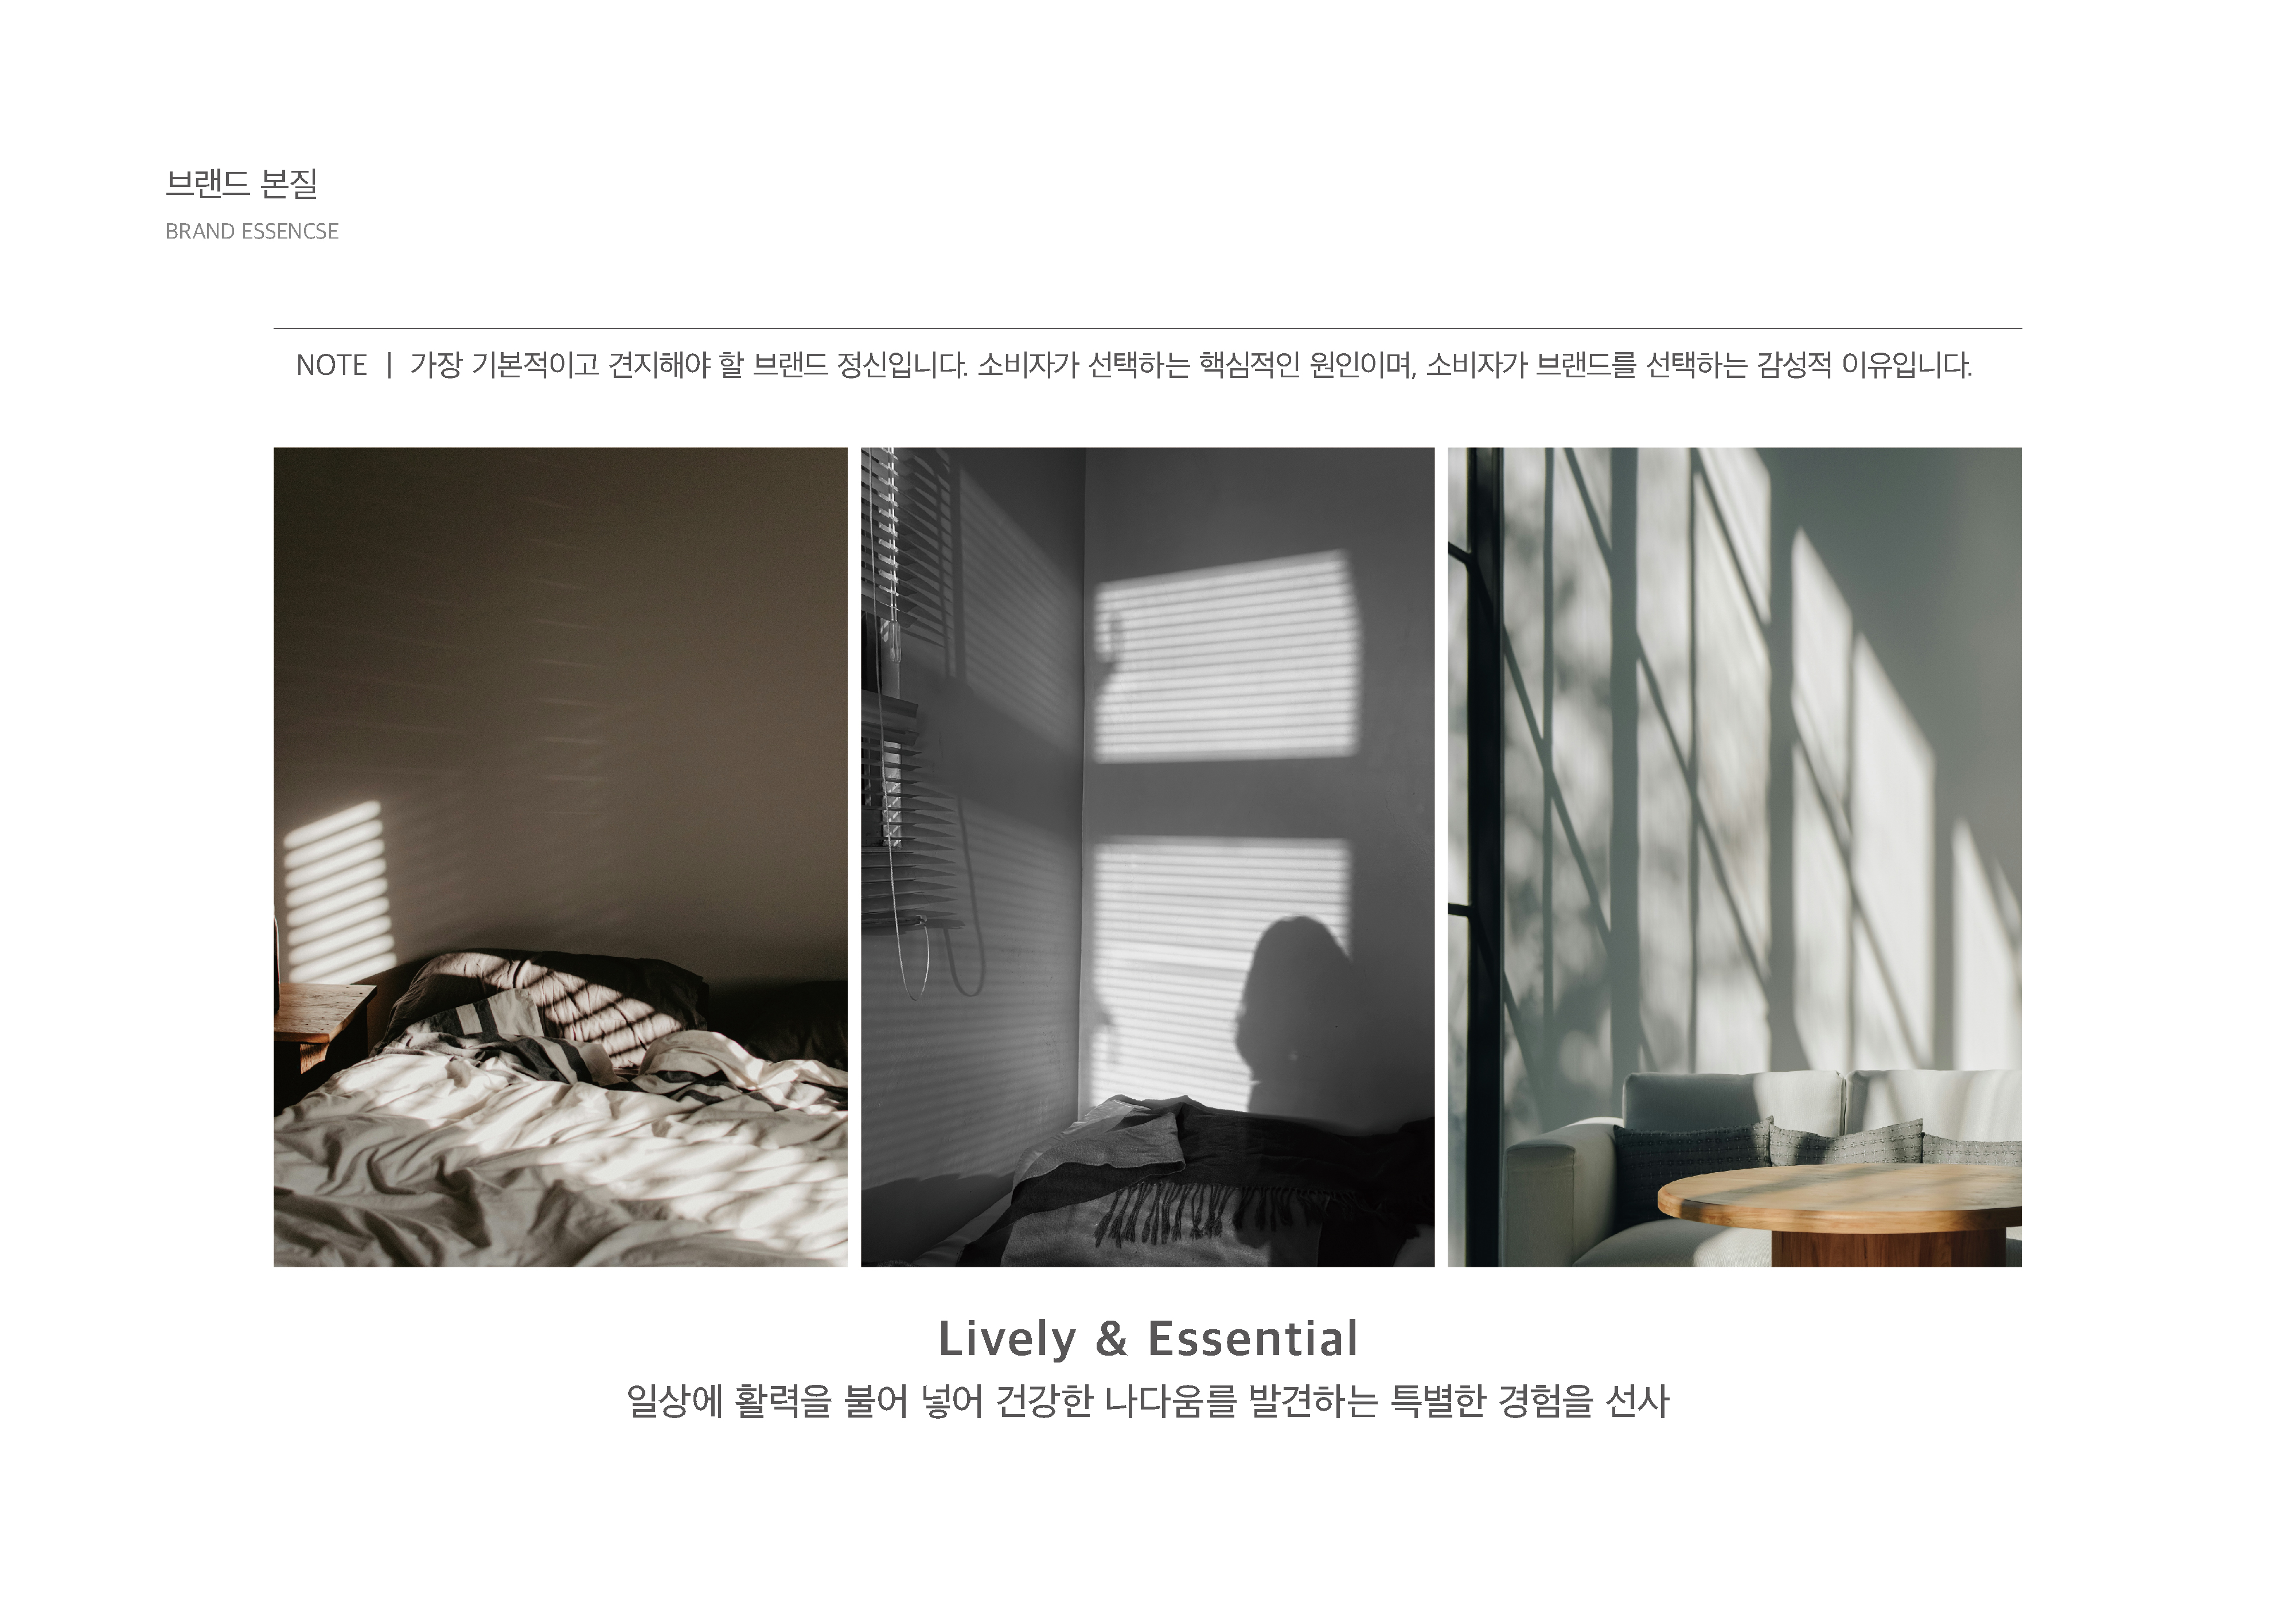 브랜드 본질
BRAND ESSENCSE
NOTE | 가장 기본적이고 견지해야 할 브랜드 정신입니다. 소비자가 선택하는 핵심적인 원인이며, 소비자가 브랜드를 선택하는 감성적 이유입니다.
Lively & Essential
일상에 활력을 불어 넣어 건강한 나다움를 발견하는 특별한 경험을 선사